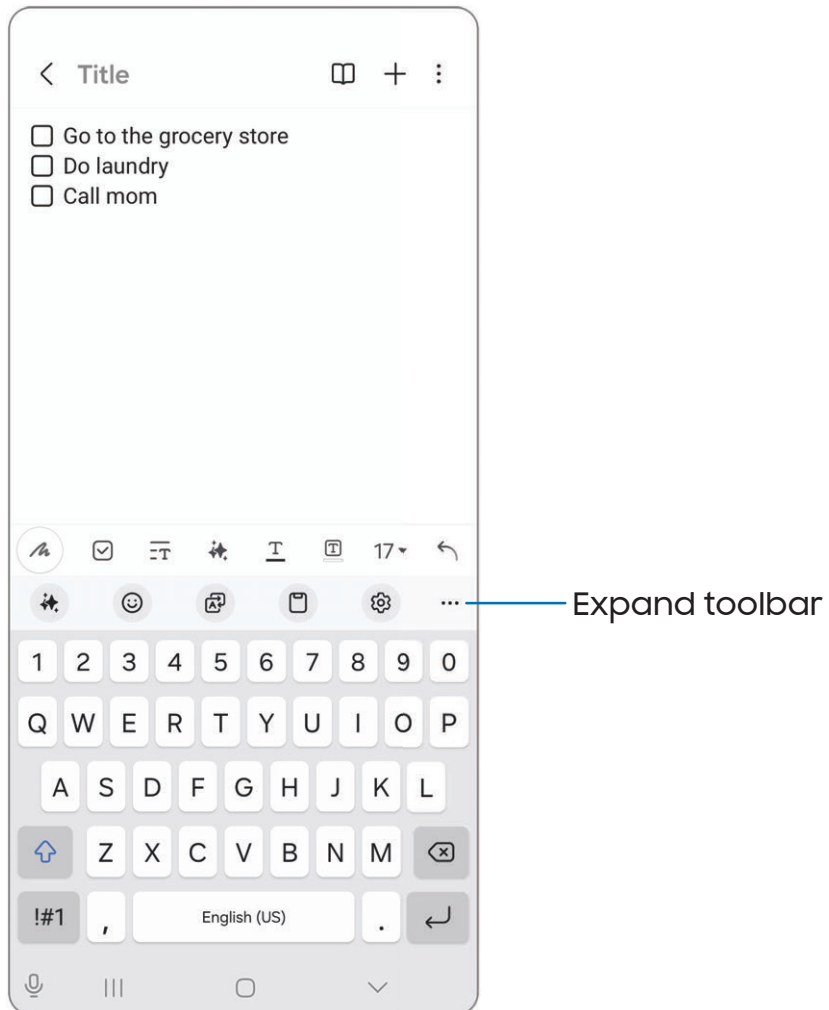 Title
Go to the grocery store
Do laundry
Call mom
17
Expand toolbar
1 2 3 4 5 6 7 8 9 0
Q W E R T Y U I O P
A S D F G H J K L
Z X C V B N M
!#1 , English (US) .